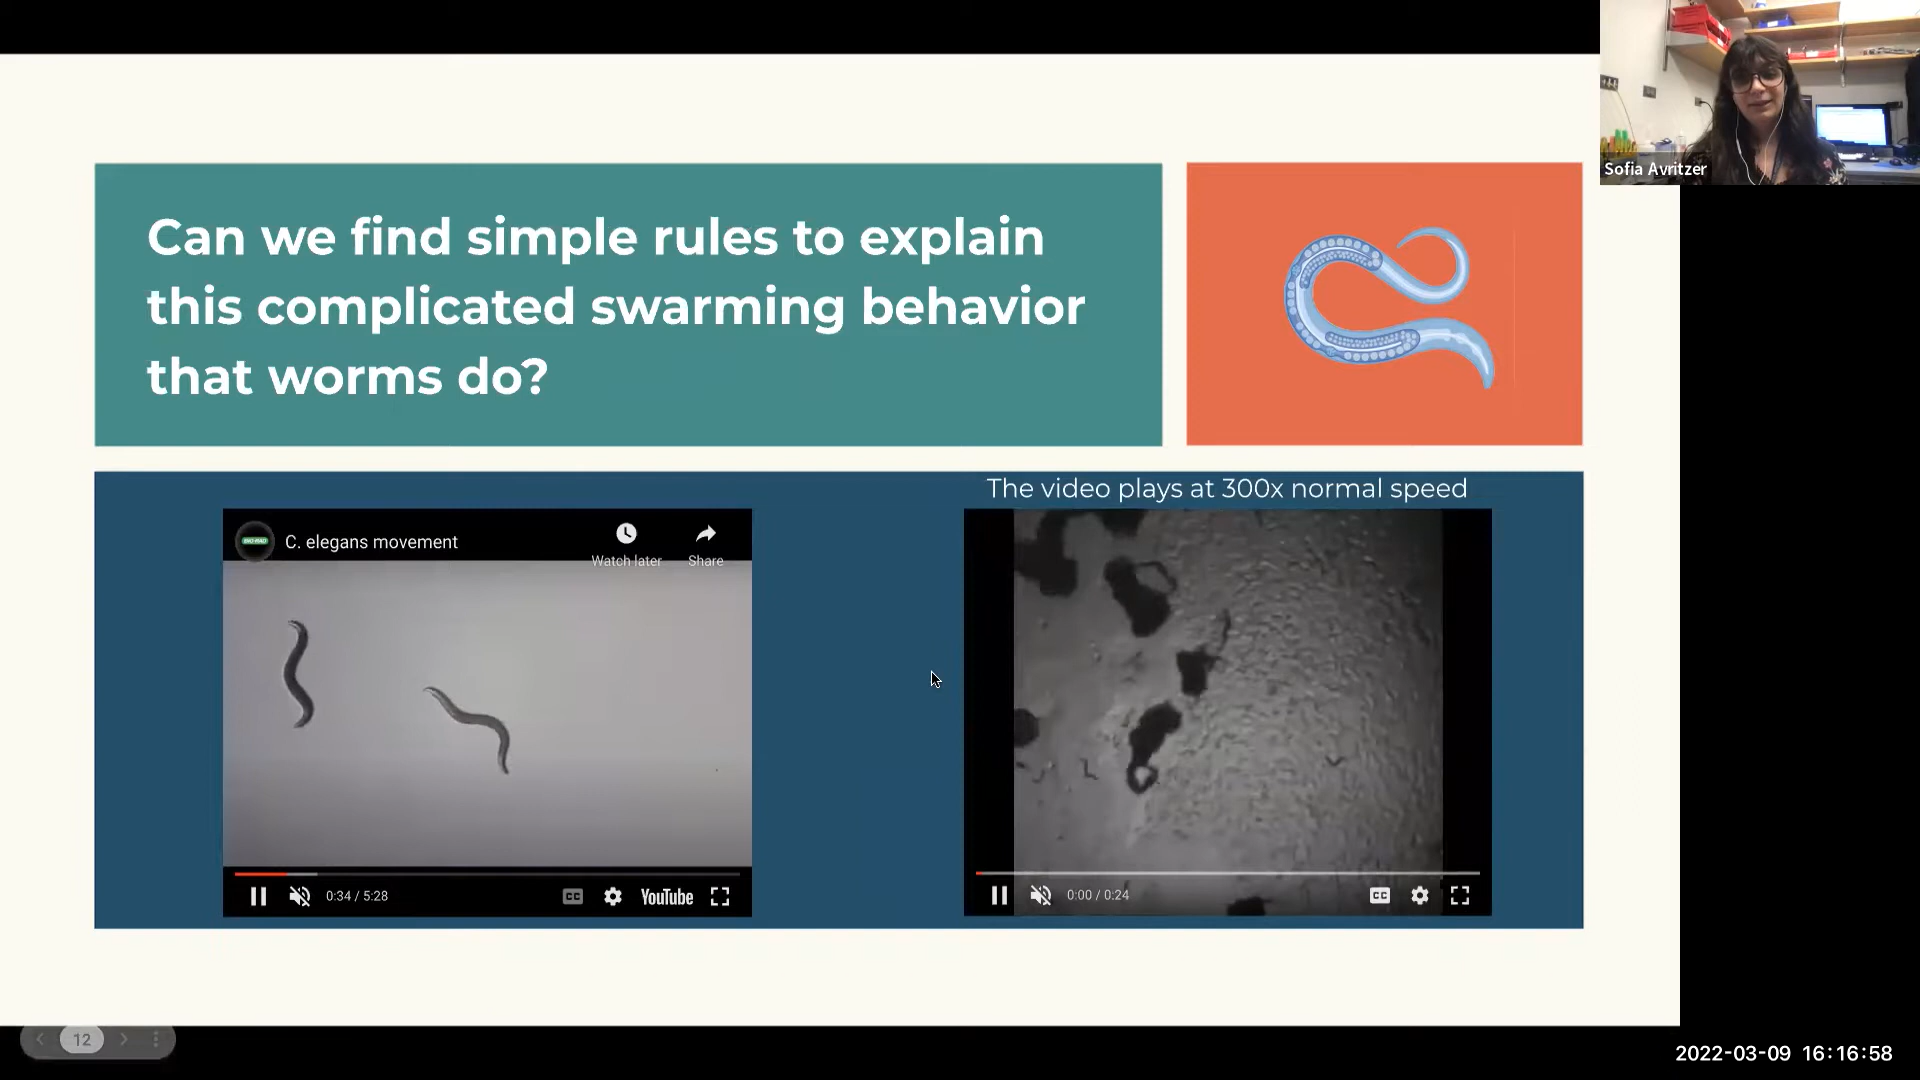 Sofia Avritzer
Can we find simple rules to explain
this complicated swarming behavior
that worms do?
The video plays at 300x normal speed
C. elegans movement
Watch later
Share
0:34 / 5:28
CC
YouTube
0:00 / 0:24
CC
12
2022-03-09 16:16:58